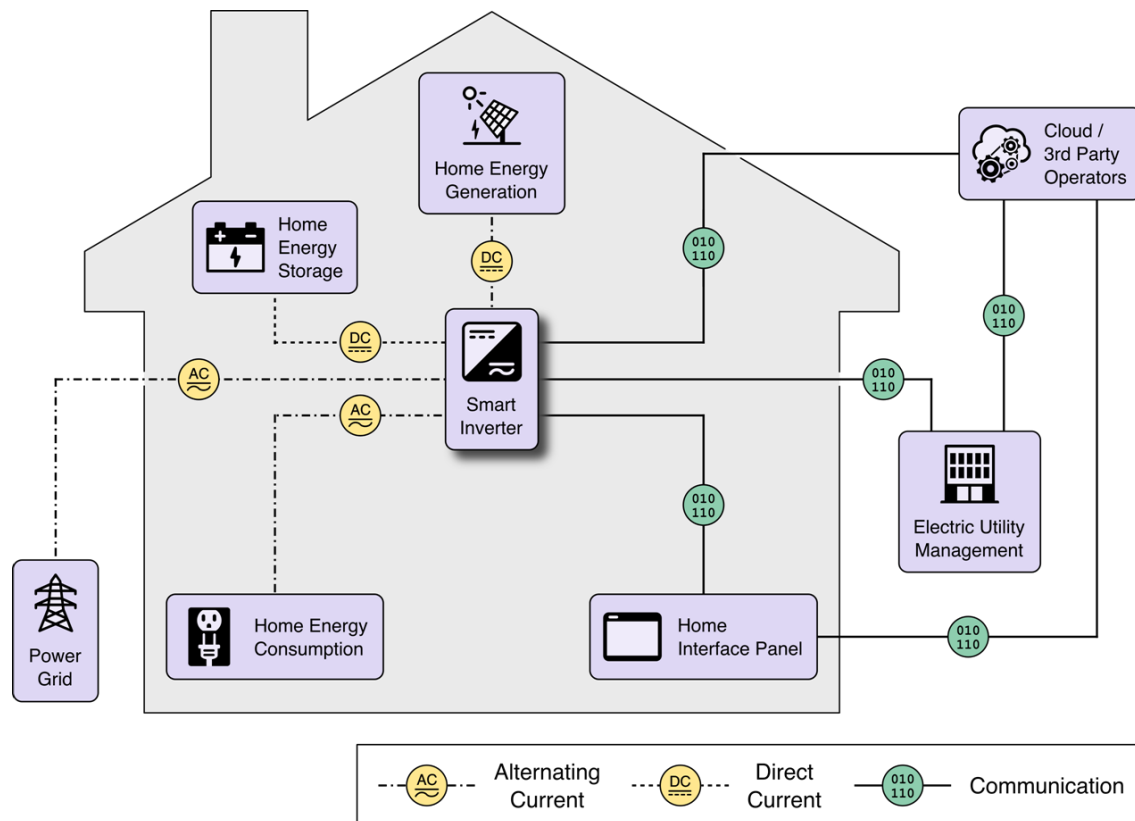 Home Energy
Generation
Cloud /
3rd Party
Operators
Home
Energy
Storage
DC
010
110
DC
010
110
AC
AC
Smart
Inverter
010
110
010
110
Electric Utility
Management
Power
Grid
Home Energy
Consumption
Home
Interface Panel
010
110
AC
Alternating
Current
DC
Direct
Current
010
110
Communication